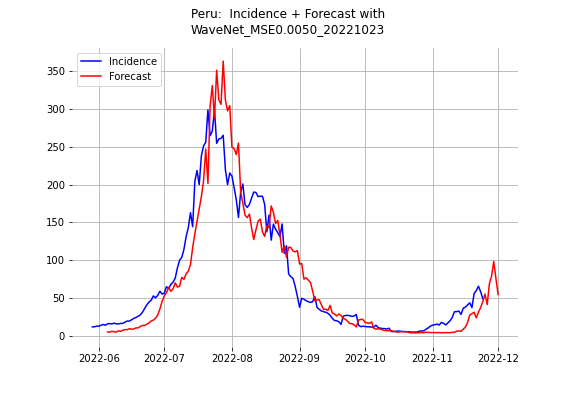 Peru:  Incidence + Forecast with
WaveNet_MSE0.0050_20221023
Incidence
Forecast
350
300
250
200
150
100
50
0
2022-06 2022-07 2022-08 2022-09 2022-10 2022-11 2022-12